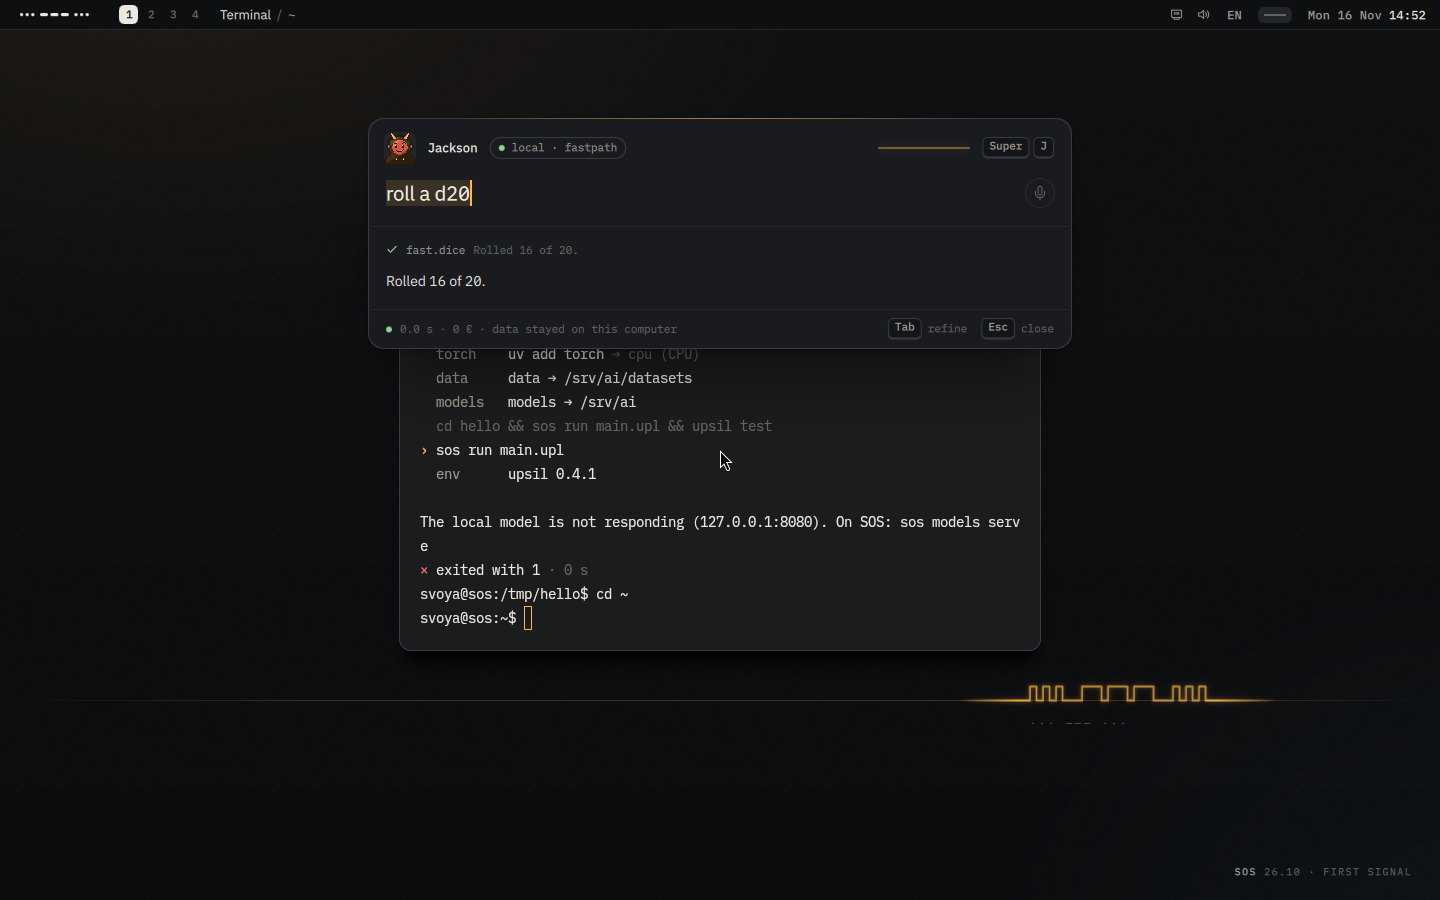 1 2 3 4 Terminal / ~ EN Mon 16 Nov 14:52
Jackson local · fastpath Super J
roll a d20
fast.dice Rolled 16 of 20.
Rolled 16 of 20.
0.0 s · 0 € · data stayed on this computer Tab refine Esc close
torch uv add torch → cpu (CPU)
data data → /srv/ai/datasets
models models → /srv/ai
cd hello && sos run main.upl && upsil test
› sos run main.upl
env upsil 0.4.1
The local model is not responding (127.0.0.1:8080). On SOS: sos models serv
e
× exited with 1 · 0 s
svoya@sos:/tmp/hello$ cd ~
svoya@sos:~$
··· −−− ···
SOS 26.10 · FIRST SIGNAL